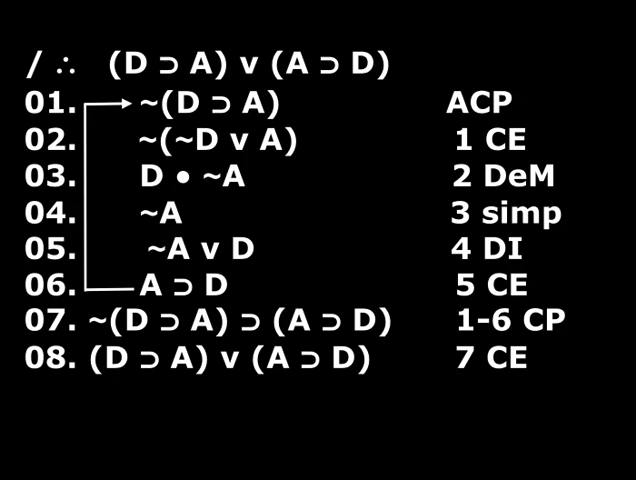 / ∴ (D ⊃ A) v (A ⊃ D)
01. ~(D ⊃ A) ACP
02. ~(~D v A) 1 CE
03. D • ~A 2 DeM
04. ~A 3 simp
05. ~A v D 4 DI
06. A ⊃ D 5 CE
07. ~(D ⊃ A) ⊃ (A ⊃ D) 1-6 CP
08. (D ⊃ A) v (A ⊃ D) 7 CE